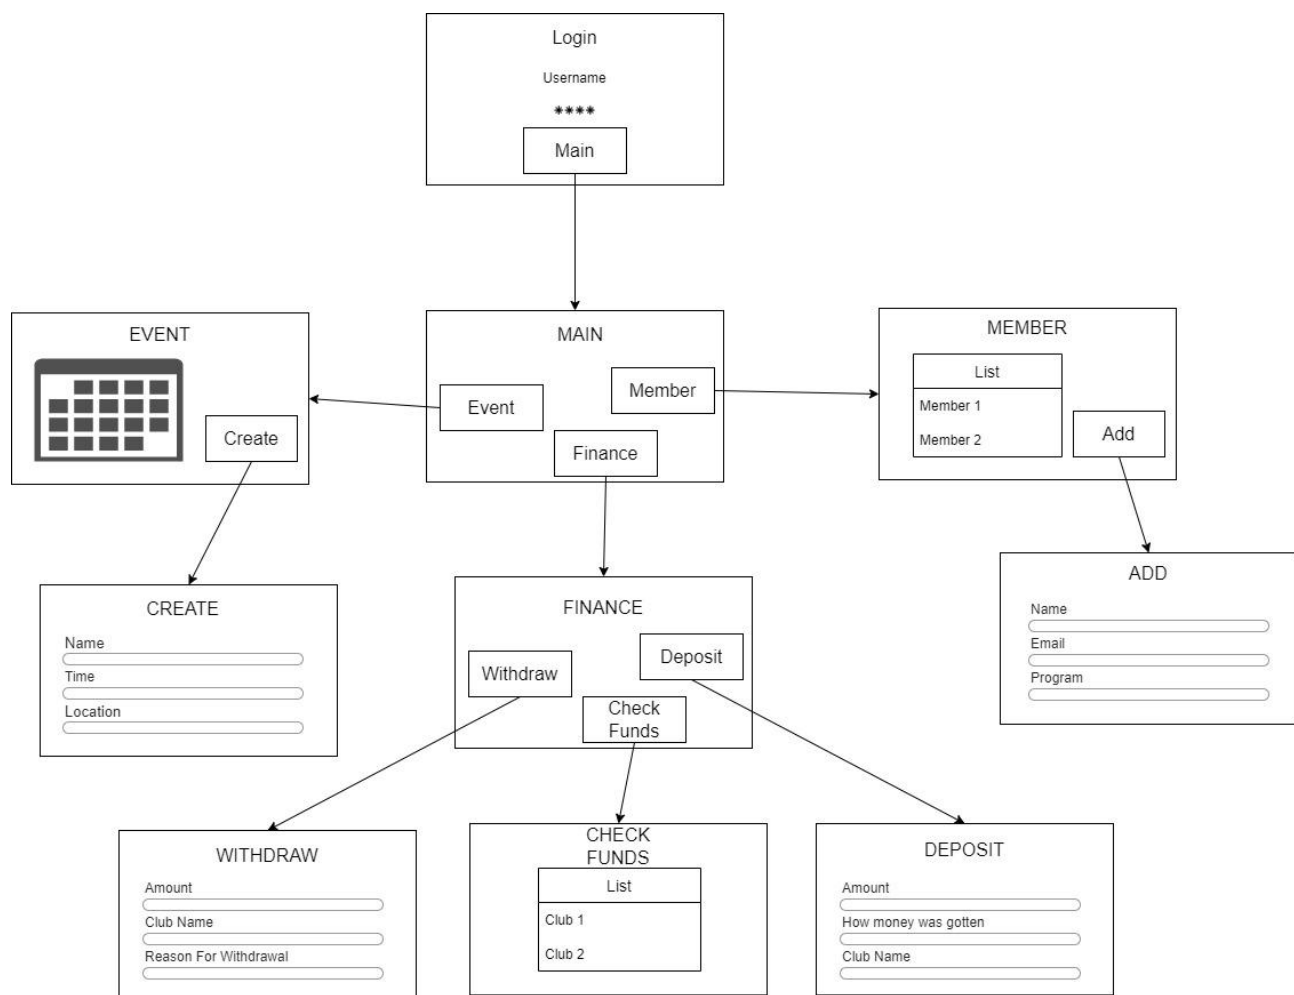 Login
Username
****
Main
EVENT
Create
MAIN
Event
Member
Finance
MEMBER
List
Member 1
Member 2
Add
CREATE
Name
Time
Location
FINANCE
Withdraw
Deposit
Check
Funds
ADD
Name
Email
Program
WITHDRAW
Amount
Club Name
Reason For Withdrawal
CHECK
FUNDS
List
Club 1
Club 2
DEPOSIT
Amount
How money was gotten
Club Name